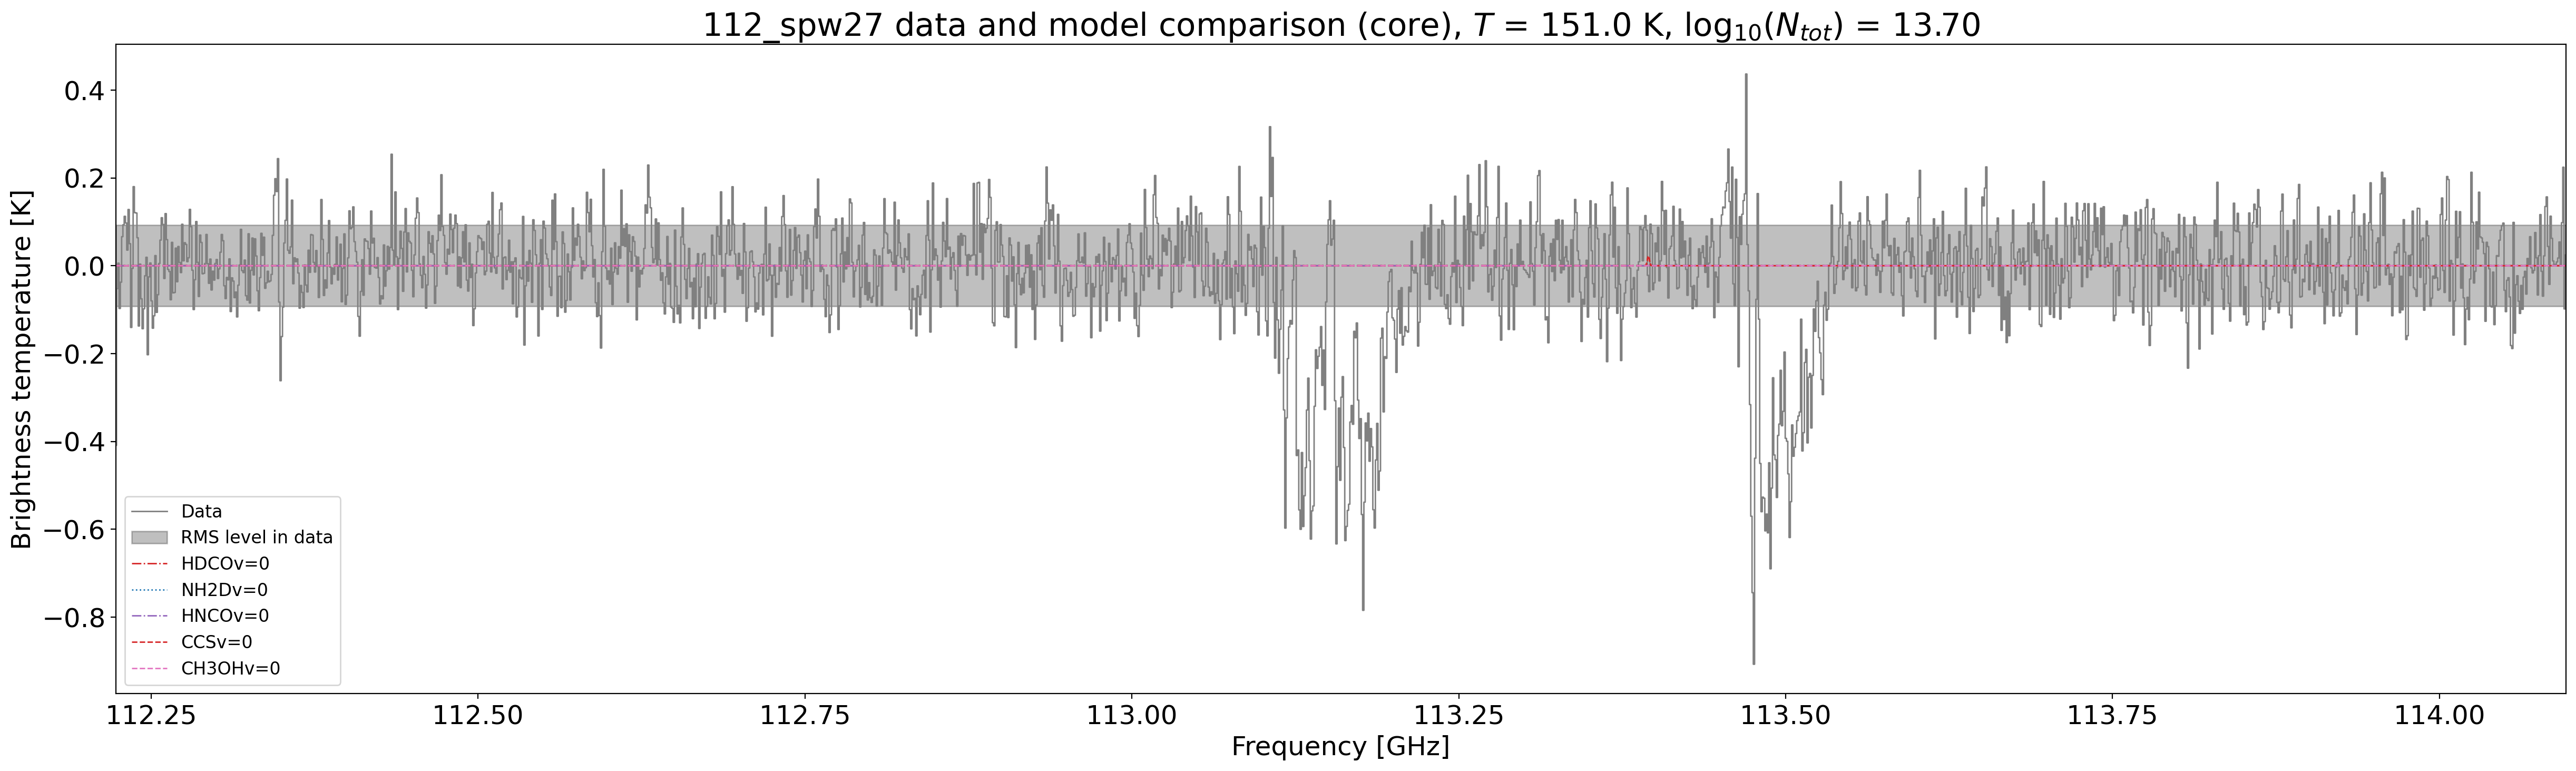 112_spw27 data and model comparison (core), T = 151.0 K, log₁₀(Nₜₒₜ) = 13.70
Brightness temperature [K]
0.4
0.2
0.0
−0.2
−0.4
−0.6
−0.8
Data
RMS level in data
HDCOv=0
NH2Dv=0
HNCOv=0
CCSv=0
CH3OHv=0
112.25 112.50 112.75 113.00 113.25 113.50 113.75 114.00
Frequency [GHz]